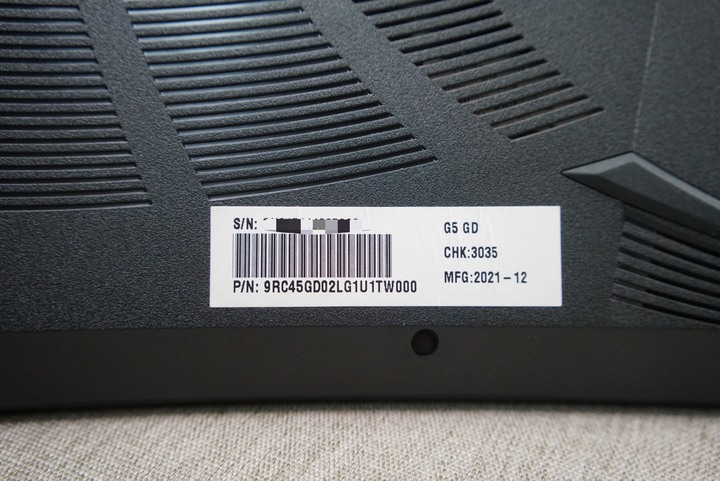 S/N:
G5 GD
CHK:3035
P/N: 9RC45GD02LG1U1TW000
MFG:2021-12